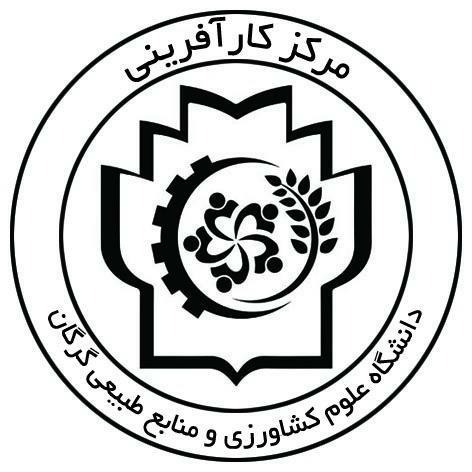 مرکز کارآفرینی
دانشگاه علوم کشاورزی و منابع طبیعی گرگان